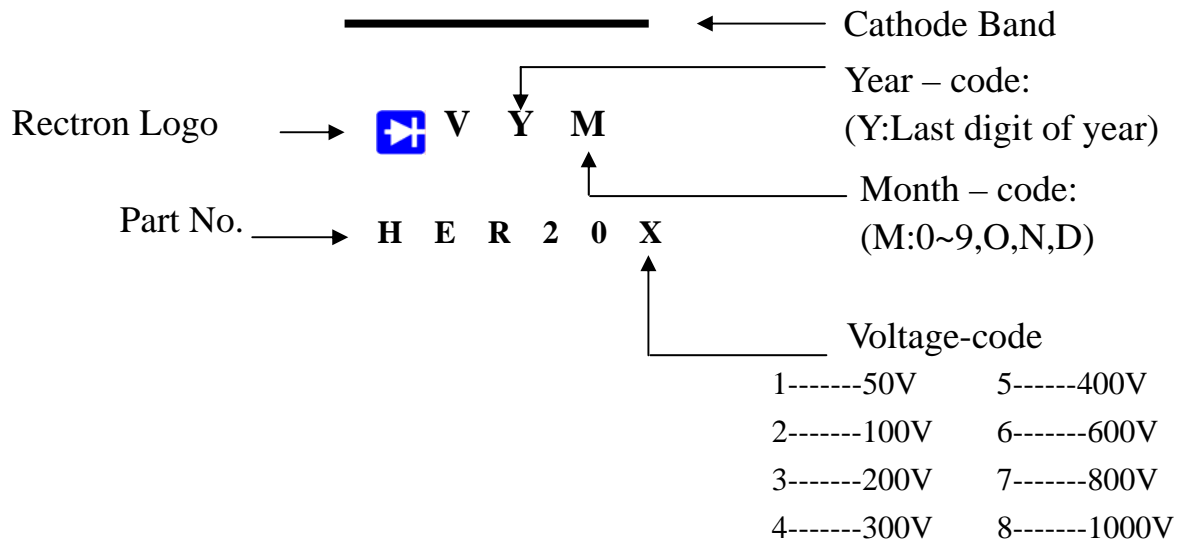 Cathode Band
Year – code:
(Y:Last digit of year)
Rectron Logo
V Y M
Month – code:
(M:0~9,O,N,D)
Part No.
H E R 2 0 X
Voltage-code
1-------50V 5------400V
2-------100V 6-------600V
3-------200V 7-------800V
4-------300V 8-------1000V